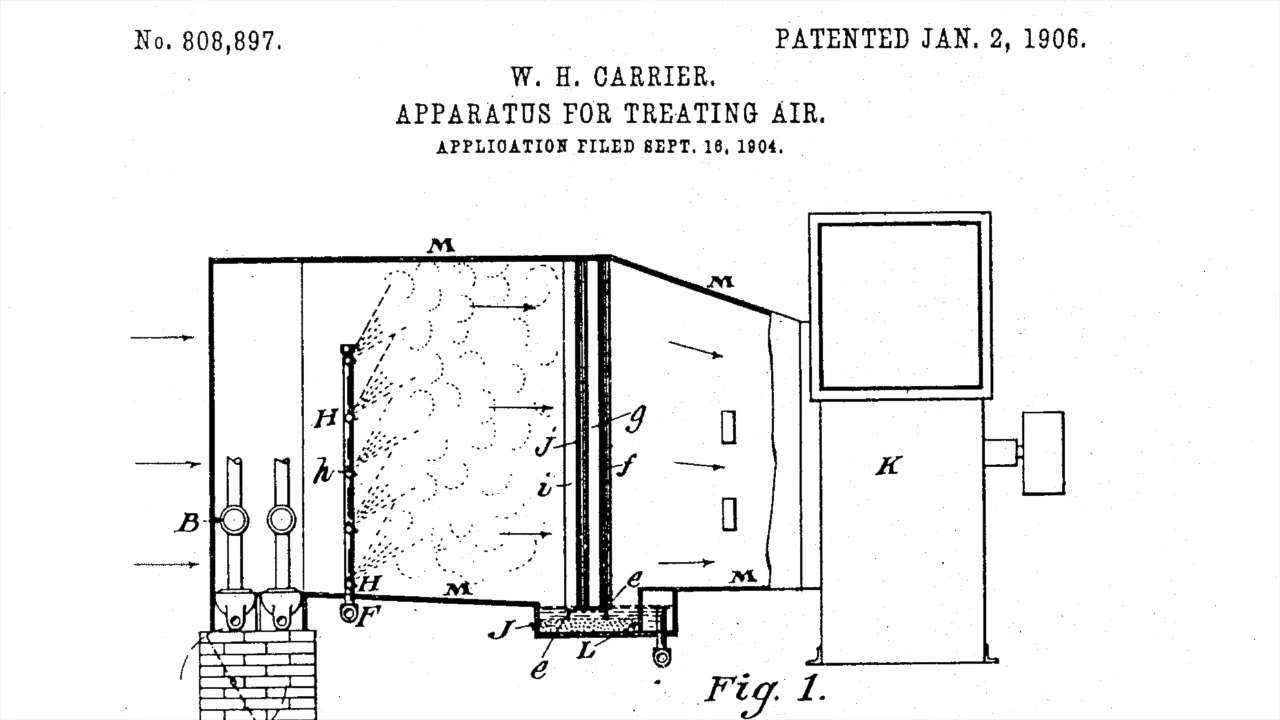 No. 808,897.
PATENTED JAN. 2, 1906.
W. H. CARRIER.
APPARATUS FOR TREATING AIR.
APPLICATION FILED SEPT. 16, 1904.
M
M
H
g
j
f
h
i
K
B
H
M
e
M
F
J
L
e
Fig. 1.